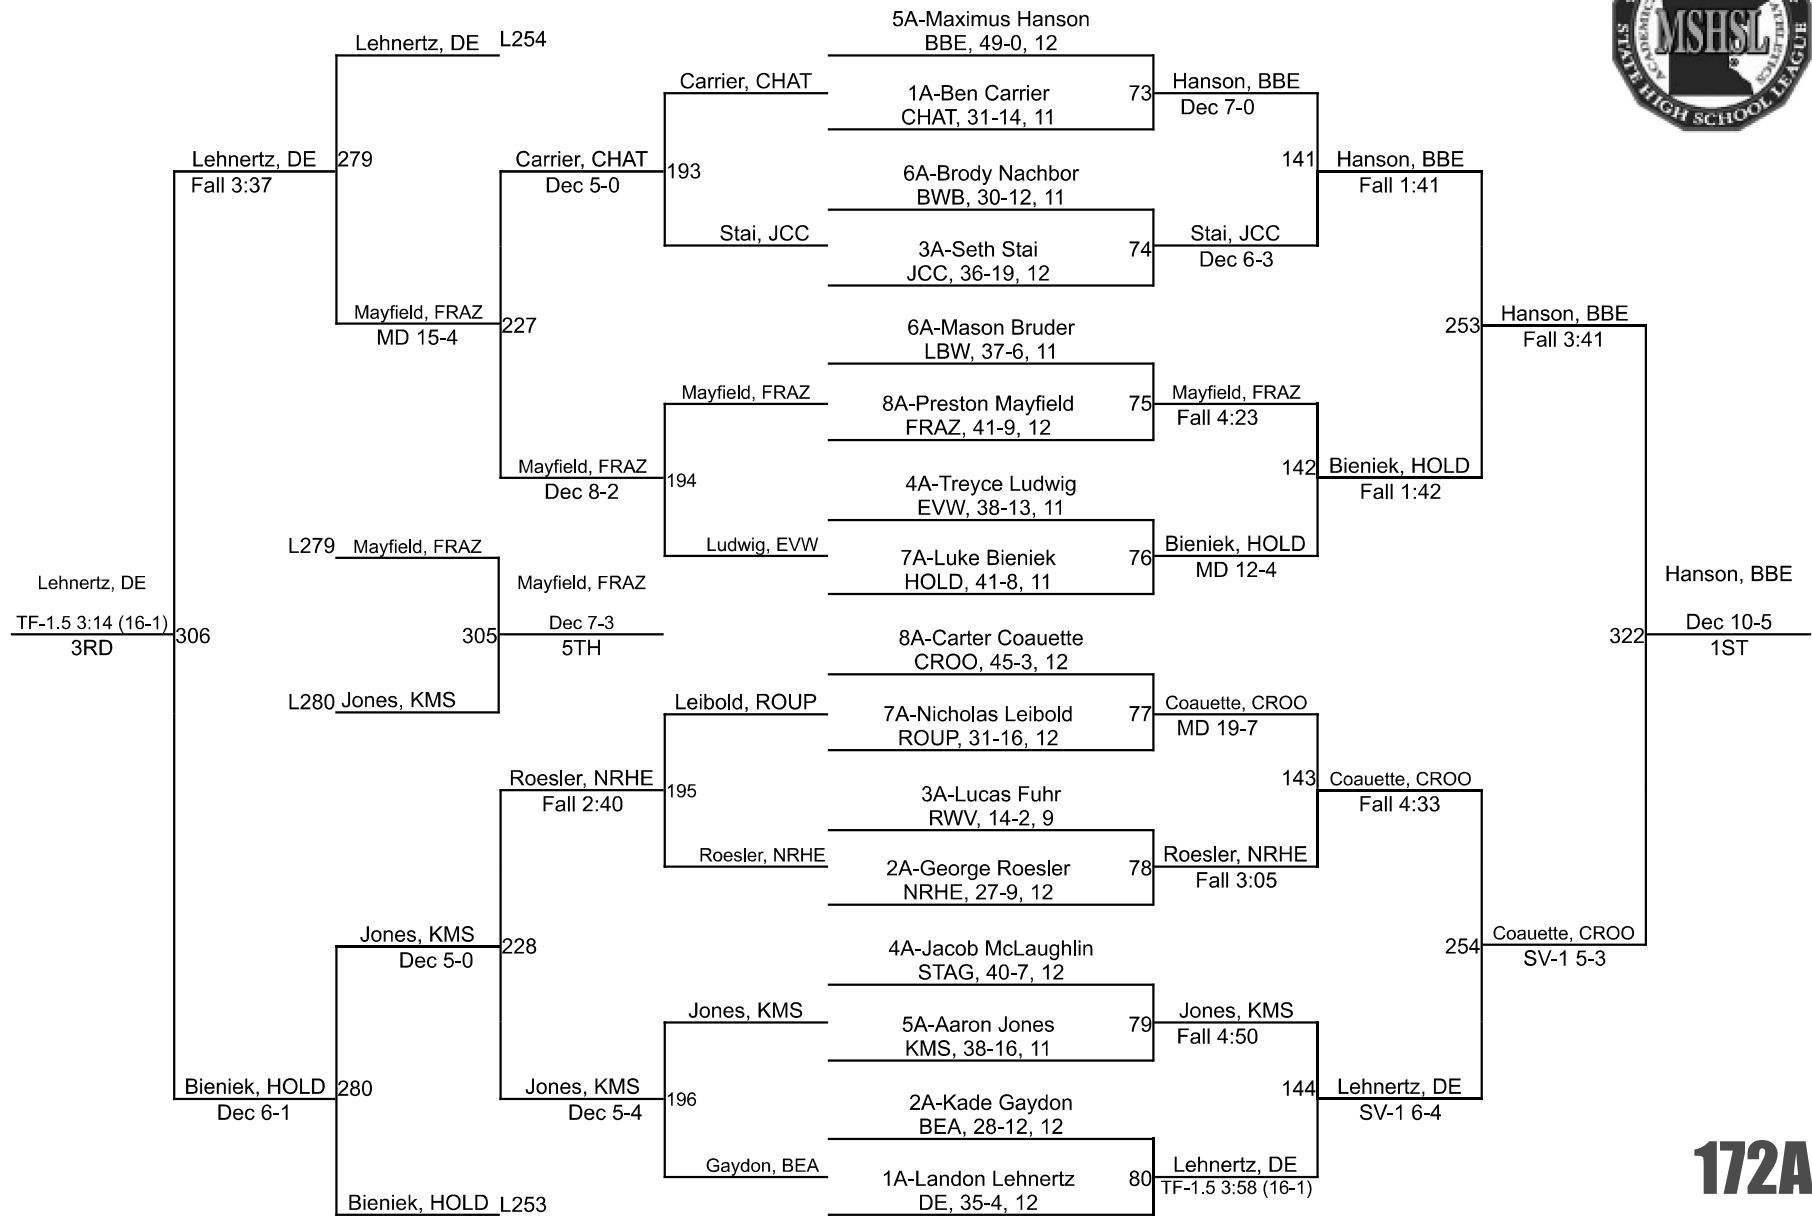 5A-Maximus Hanson
BBE, 49-0, 12
1A-Ben Carrier
CHAT, 31-14, 11
6A-Brody Nachbor
BWB, 30-12, 11
3A-Seth Stai
JCC, 36-19, 12
6A-Mason Bruder
LBW, 37-6, 11
8A-Preston Mayfield
FRAZ, 41-9, 12
4A-Treyce Ludwig
EVW, 38-13, 11
7A-Luke Bieniek
HOLD, 41-8, 11
8A-Carter Coauette
CROO, 45-3, 12
7A-Nicholas Leibold
ROUP, 31-16, 12
3A-Lucas Fuhr
RWV, 14-2, 9
2A-George Roesler
NRHE, 27-9, 12
4A-Jacob McLaughlin
STAG, 40-7, 12
5A-Aaron Jones
KMS, 38-16, 11
2A-Kade Gaydon
BEA, 28-12, 12
1A-Landon Lehnertz
DE, 35-4, 12
73 Hanson, BBE
Dec 7-0
74 Stai, JCC
Dec 6-3
75 Mayfield, FRAZ
Fall 4:23
76 Bieniek, HOLD
MD 12-4
77 Coauette, CROO
MD 19-7
78 Roesler, NRHE
Fall 3:05
79 Jones, KMS
Fall 4:50
80 Lehnertz, DE
TF-1.5 3:58 (16-1)
141 Hanson, BBE
Fall 1:41
142 Bieniek, HOLD
Fall 1:42
143 Coauette, CROO
Fall 4:33
144 Lehnertz, DE
SV-1 6-4
253 Hanson, BBE
Fall 3:41
254 Coauette, CROO
SV-1 5-3
Hanson, BBE
322 Dec 10-5
1ST
Carrier, CHAT
Stai, JCC
Mayfield, FRAZ
Ludwig, EVW
Leibold, ROUP
Roesler, NRHE
Jones, KMS
Gaydon, BEA
Carrier, CHAT 193
Dec 5-0
Mayfield, FRAZ 194
Dec 8-2
Roesler, NRHE 195
Fall 2:40
Jones, KMS 196
Dec 5-4
Lehnertz, DE L254
Mayfield, FRAZ 227
MD 15-4
Jones, KMS 228
Dec 5-0
Bieniek, HOLD L253
Lehnertz, DE 279
Fall 3:37
Bieniek, HOLD 280
Dec 6-1
L279 Mayfield, FRAZ
L280 Jones, KMS
Mayfield, FRAZ
305 Dec 7-3
5TH
Lehnertz, DE
TF-1.5 3:14 (16-1) 306
3RD
MSHSL
STATE HIGH SCHOOL LEAGUE
172A